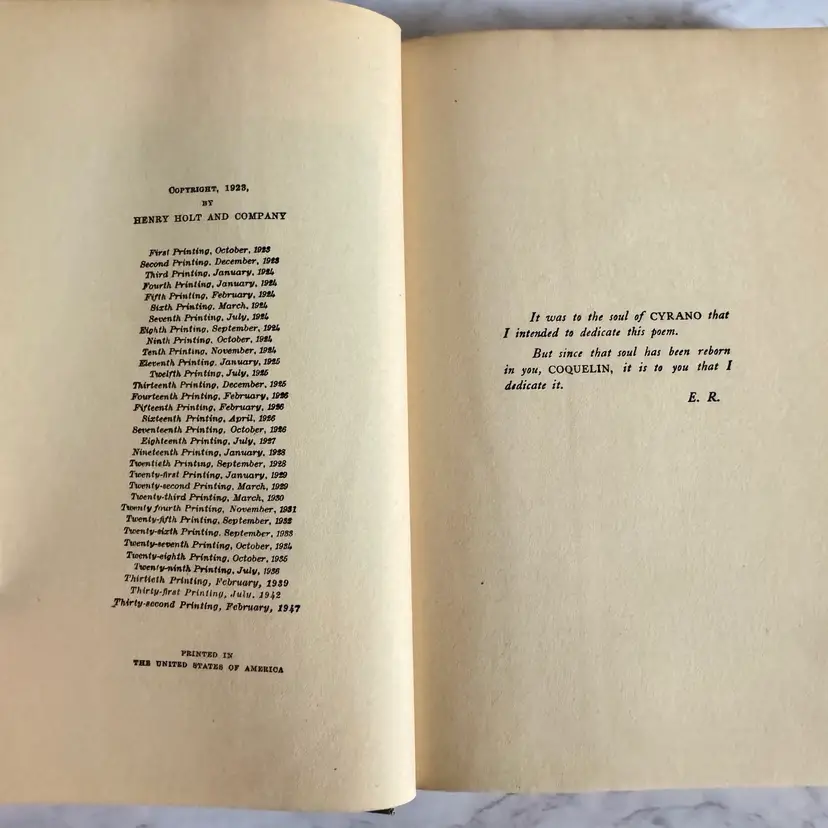 COPYRIGHT, 1923,
BY
HENRY HOLT AND COMPANY
First Printing, October, 1923
Second Printing, December, 1923
Third Printing, January, 1924
Fourth Printing, January, 1924
Fifth Printing, February, 1924
Sixth Printing, March, 1924
Seventh Printing, July, 1924
Eighth Printing, September, 1924
Ninth Printing, October, 1924
Tenth Printing, November, 1924
Eleventh Printing, January, 1925
Twelfth Printing, July, 1925
Thirteenth Printing, December, 1925
Fourteenth Printing, February, 1926
Fifteenth Printing, February, 1926
Sixteenth Printing, April, 1926
Seventeenth Printing, October, 1926
Eighteenth Printing, July, 1927
Nineteenth Printing, January, 1928
Twentieth Printing, September, 1928
Twenty-first Printing, January, 1929
Twenty-second Printing, March, 1929
Twenty-third Printing, March, 1930
Twenty fourth Printing, November, 1931
Twenty-fifth Printing, September, 1932
Twenty-sixth Printing, September, 1933
Twenty-seventh Printing, October, 1934
Twenty-eighth Printing, October, 1935
Twenty-ninth Printing, July, 1936
Thirtieth Printing, February, 1939
Thirty-first Printing, July, 1942
Thirty-second Printing, February, 1947
PRINTED IN
THE UNITED STATES OF AMERICA
It was to the soul of CYRANO that
I intended to dedicate this poem.
But since that soul has been reborn
in you, COQUELIN, it is to you that I
dedicate it.
E. R.